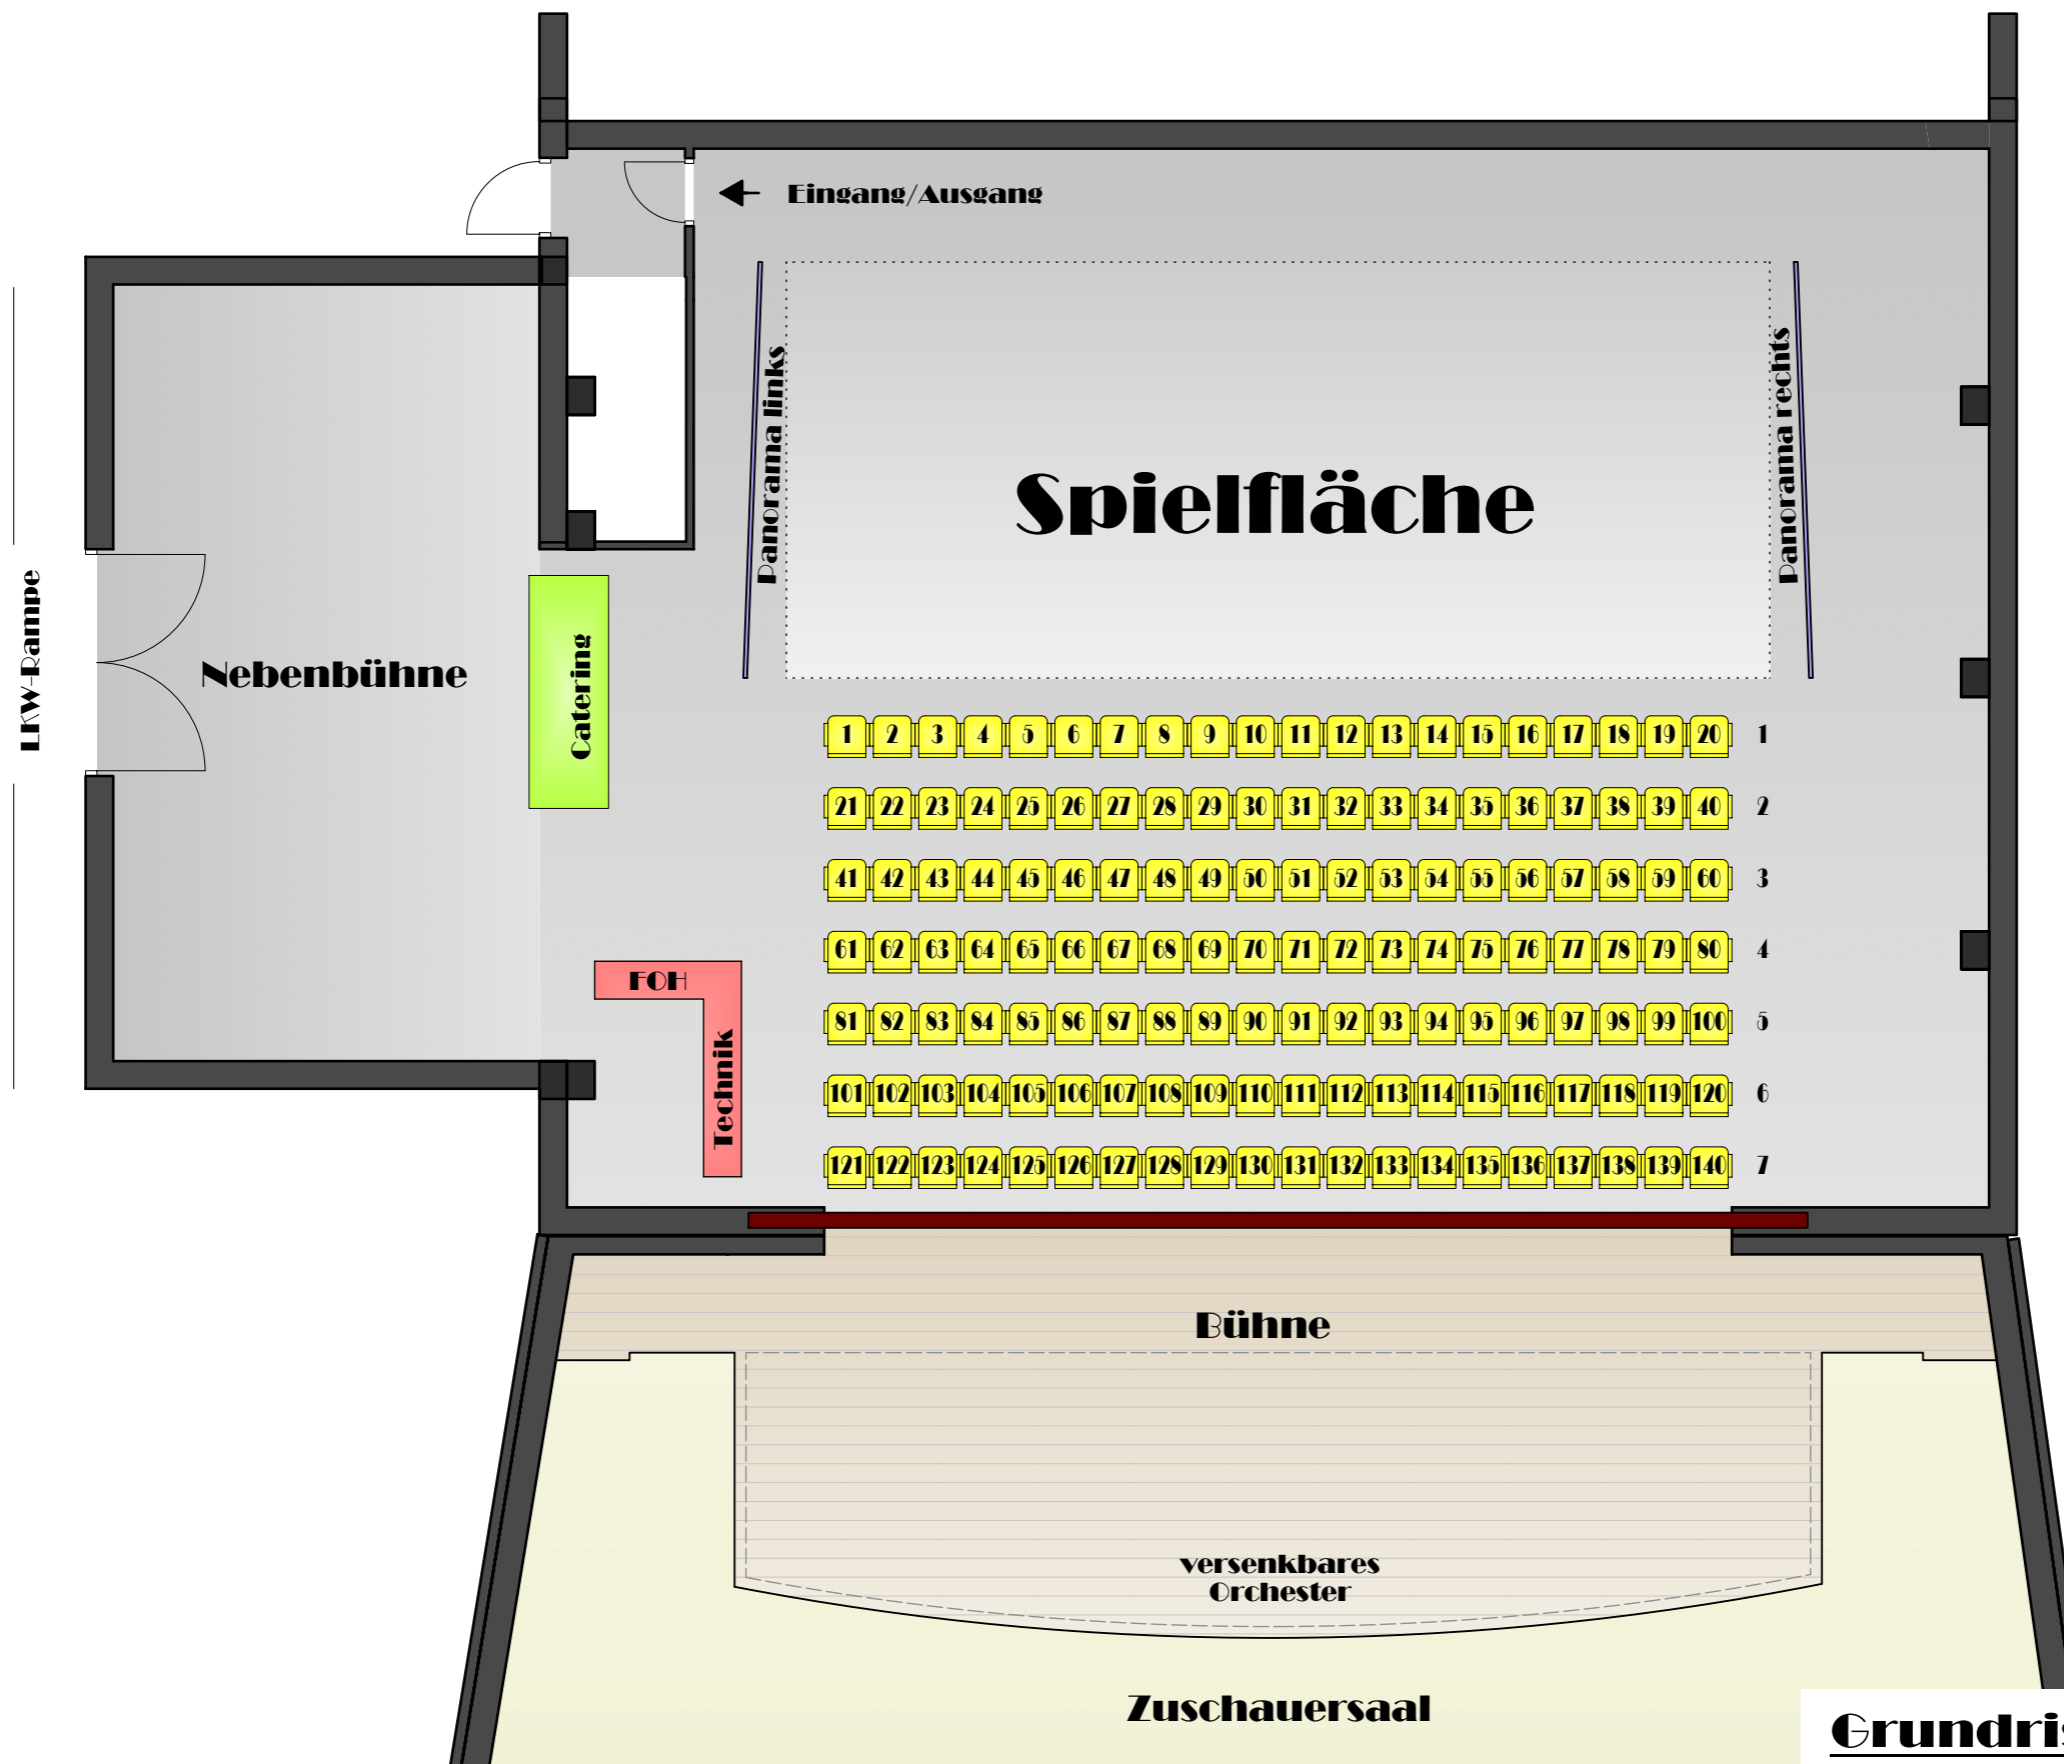 Eingang/Ausgang
Panorama links
Panorama rechts
Spielfläche
LKW-Rampe
Nebenbühne
Catering
1 2 3 4 5 6 7 8 9 10 11 12 13 14 15 16 17 18 19 20 1
21 22 23 24 25 26 27 28 29 30 31 32 33 34 35 36 37 38 39 40 2
41 42 43 44 45 46 47 48 49 50 51 52 53 54 55 56 57 58 59 60 3
61 62 63 64 65 66 67 68 69 70 71 72 73 74 75 76 77 78 79 80 4
FOH
81 82 83 84 85 86 87 88 89 90 91 92 93 94 95 96 97 98 99 100 5
Technik
101 102 103 104 105 106 107 108 109 110 111 112 113 114 115 116 117 118 119 120 6
121 122 123 124 125 126 127 128 129 130 131 132 133 134 135 136 137 138 139 140 7
Bühne
versenkbares
Orchester
Zuschauersaal